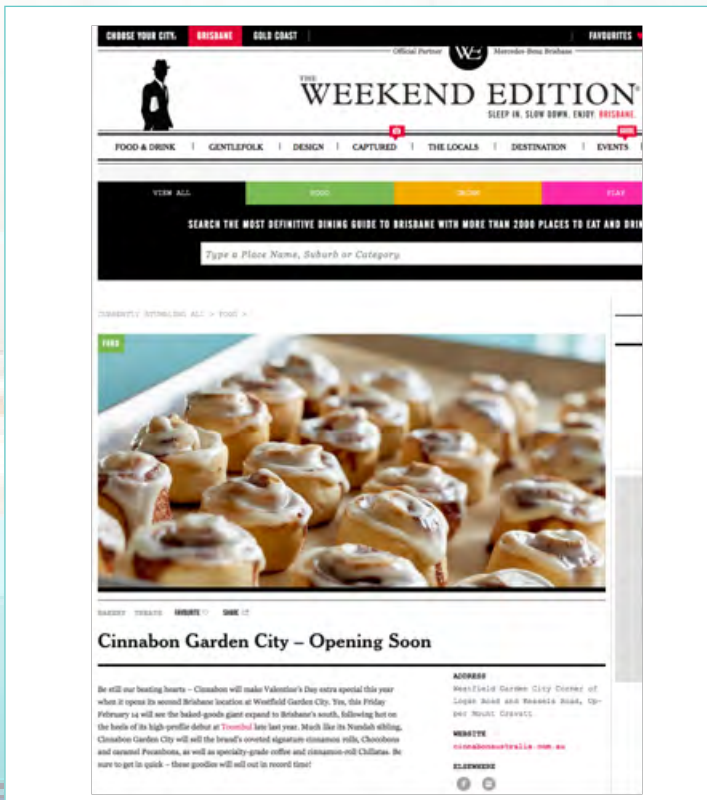 CHOOSE YOUR CITY. BRISBANE GOLD COAST FAVOURITES
Official Partner WE Mercedes-Benz Brisbane
THE
WEEKEND EDITION
SLEEP IN. SLOW DOWN. ENJOY. BRISBANE.
FOOD & DRINK | GENTLEFOLK | DESIGN | CAPTURED | THE LOCALS | DESTINATION | EVENTS |
VIEW ALL FOOD DRINK PLAY
SEARCH THE MOST DEFINITIVE DINING GUIDE TO BRISBANE WITH MORE THAN 2000 PLACES TO EAT AND DRIN
Type a Place Name, Suburb or Category
CURRENTLY STUMBLING ALL > FOOD >
FOOD
BAKERY TREATS FAVOURITE SHARE
Cinnabon Garden City – Opening Soon
Be still our beating hearts – Cinnabon will make Valentine's Day extra special this year
when it opens its second Brisbane location at Westfield Garden City. Yes, this Friday
February 14 will see the baked-goods giant expand to Brisbane's south, following hot on
the heels of its high-profile debut at Toombul late last year. Much like its Nundah sibling,
Cinnabon Garden City will sell the brand's coveted signature cinnamon rolls, Chocobons
and caramel Pecanbons, as well as specialty-grade coffee and cinnamon-roll Chillatas. Be
sure to get in quick – these goodies will sell out in record time!
ADDRESS
Westfield Garden City Corner of
Logan Road and Kessels Road, Up-
per Mount Gravatt
WEBSITE
cinnabonaustralia.com.au
ELSEWHERE